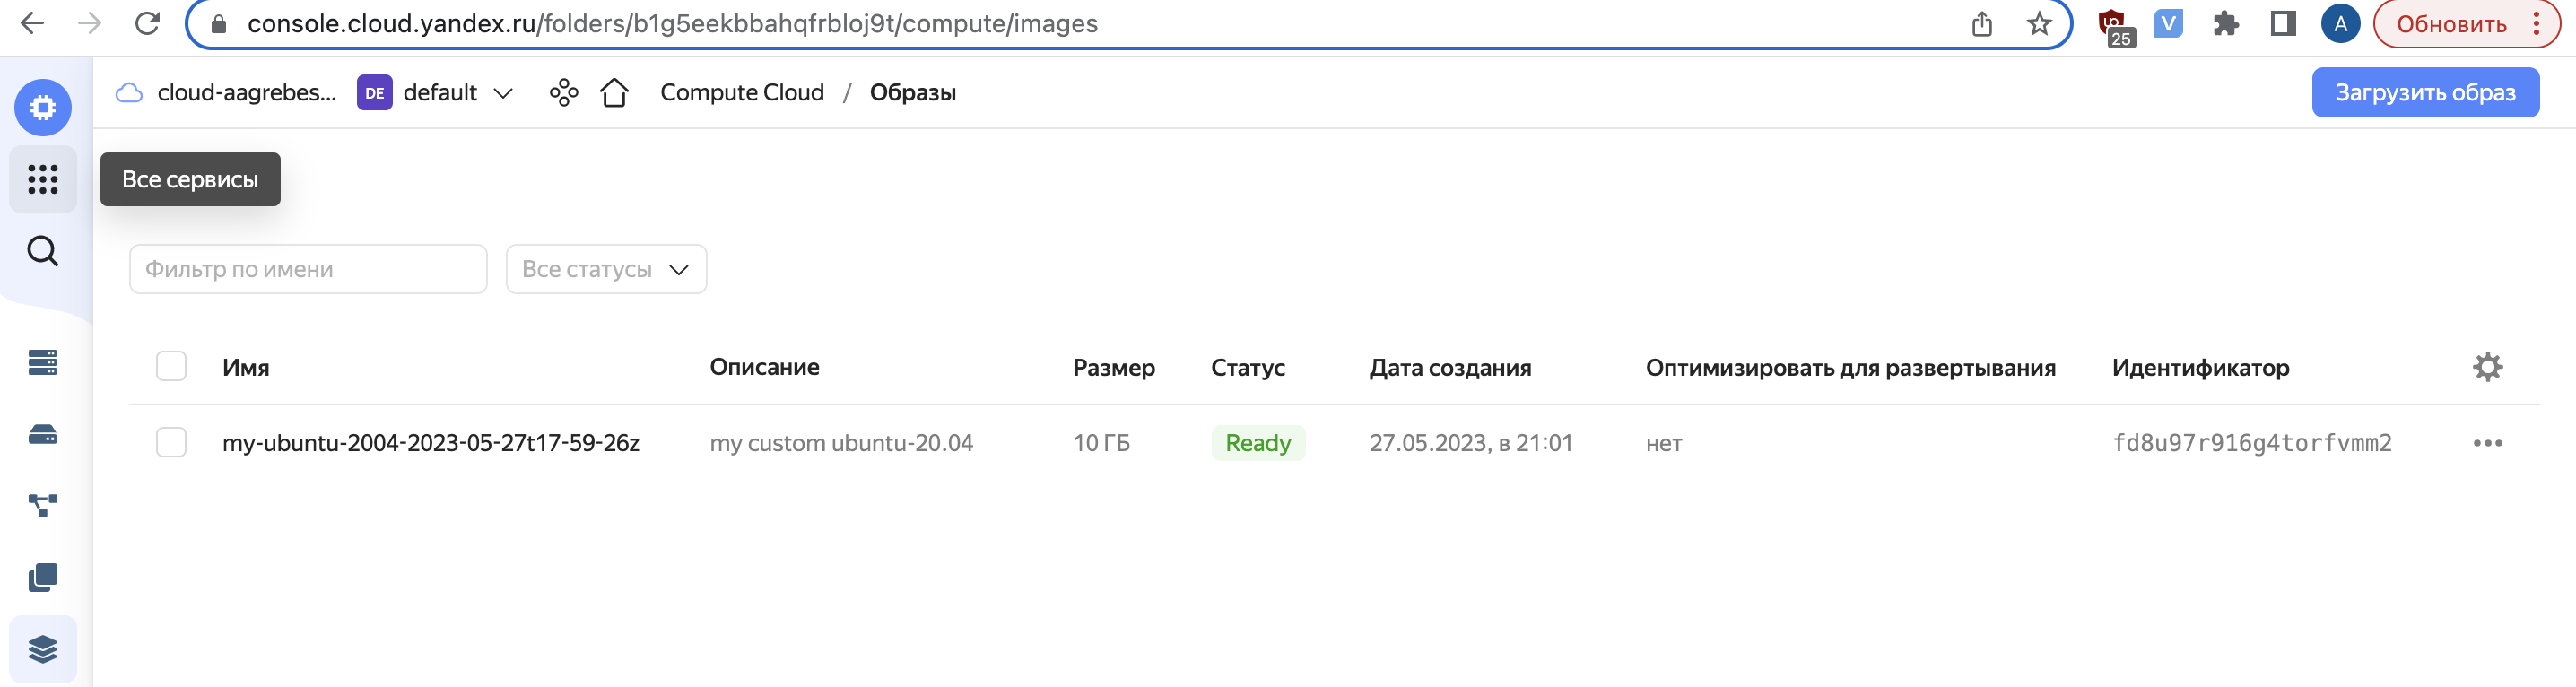 console.cloud.yandex.ru/folders/b1g5eekbbahqfrbloj9t/compute/images
25
V
A
Обновить
cloud-aagrebes...
DE
default
Compute Cloud / Образы
Загрузить образ
Все сервисы
Фильтр по имени
Все статусы
Имя Описание Размер Статус Дата создания Оптимизировать для развертывания Идентификатор
my-ubuntu-2004-2023-05-27t17-59-26z my custom ubuntu-20.04 10 ГБ Ready 27.05.2023, в 21:01 нет fd8u97r916g4torfvmm2